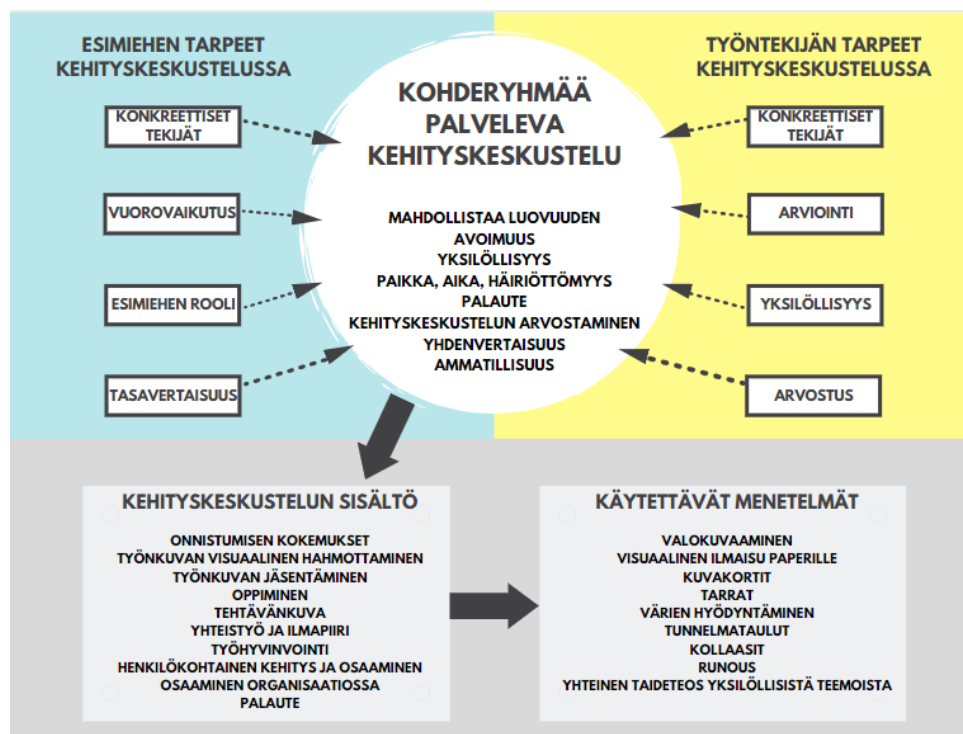 ESIMIEHEN TARPEET
KEHITYSKESKUSTELUSSA
KONKREETTISET
TEKIJÄT
VUOROVAIKUTUS
ESIMIEHEN ROOLI
TASAVERTAISUUS
KOHDERYHMÄÄ
PALVELEVA
KEHITYSKESKUSTELU
MAHDOLLISTAA LUOVUUDEN
AVOIMUUS
YKSILÖLLISYYS
PAIKKA, AIKA, HÄIRIÖTTÖMYYS
PALAUTE
KEHITYSKESKUSTELUN ARVOSTAMINEN
YHDENVERTAISUUS
AMMATILLISUUS
TYÖNTEKIJÄN TARPEET
KEHITYSKESKUSTELUSSA
KONKREETTISET
TEKIJÄT
ARVIOINTI
YKSILÖLLISYYS
ARVOSTUS
KEHITYSKESKUSTELUN SISÄLTÖ
ONNISTUMISEN KOKEMUKSET
TYÖNKUVAN VISUAALINEN HAHMOTTAMINEN
TYÖNKUVAN JÄSENTÄMINEN
OPPIMINEN
TEHTÄVÄNKUVA
YHTEISTYÖ JA ILMAPIIRI
TYÖHYVINVOINTI
HENKILÖKOHTAINEN KEHITYS JA OSAAMINEN
OSAAMINEN ORGANISAATIOSSA
PALAUTE
KÄYTETTÄVÄT MENETELMÄT
VALOKUVAAMINEN
VISUAALINEN ILMAISU PAPERILLE
KUVAKORTIT
TARRAT
VÄRIEN HYÖDYNTÄMINEN
TUNNELMATAULUT
KOLLAASIT
RUNOUS
YHTEINEN TAIDETEOS YKSILÖLLISISTÄ TEEMOISTA